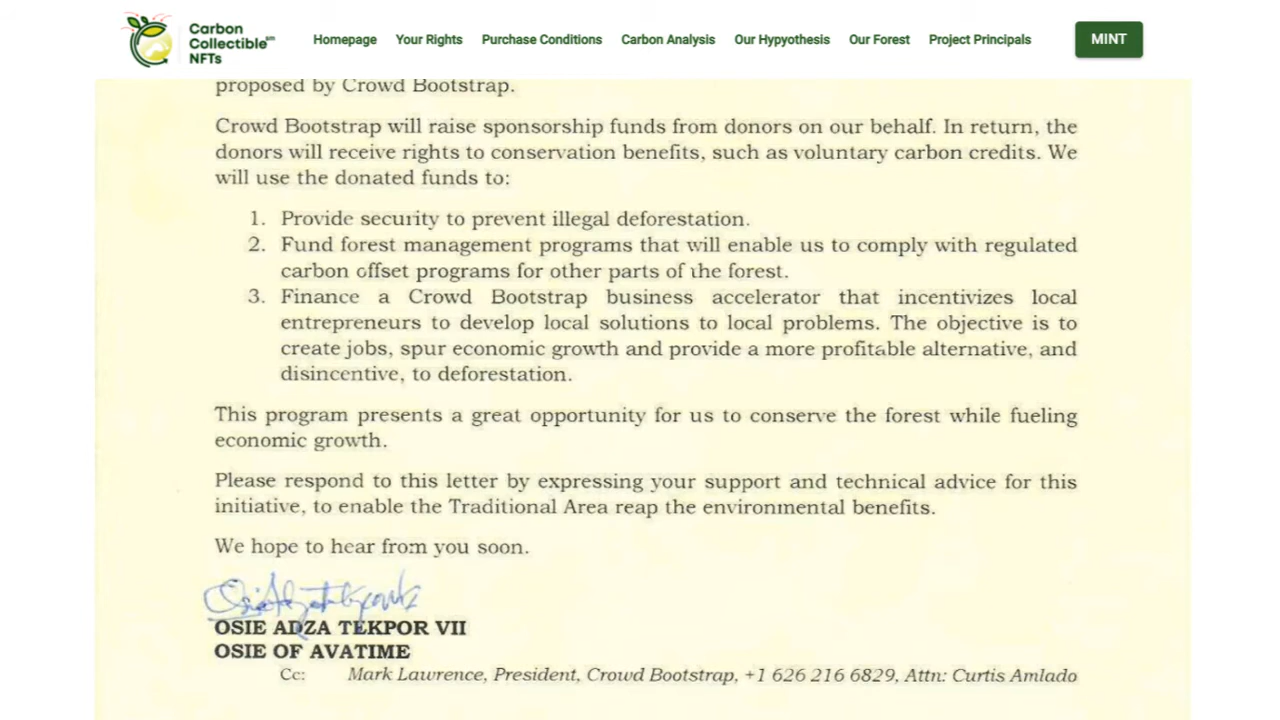 Carbon
Collectible℠
NFTs
Homepage Your Rights Purchase Conditions Carbon Analysis Our Hypyothesis Our Forest Project Principals MINT
proposed by Crowd Bootstrap.
Crowd Bootstrap will raise sponsorship funds from donors on our behalf. In return, the
donors will receive rights to conservation benefits, such as voluntary carbon credits. We
will use the donated funds to:
1. Provide security to prevent illegal deforestation.
2. Fund forest management programs that will enable us to comply with regulated
carbon offset programs for other parts of the forest.
3. Finance a Crowd Bootstrap business accelerator that incentivizes local
entrepreneurs to develop local solutions to local problems. The objective is to
create jobs, spur economic growth and provide a more profitable alternative, and
disincentive, to deforestation.
This program presents a great opportunity for us to conserve the forest while fueling
economic growth.
Please respond to this letter by expressing your support and technical advice for this
initiative, to enable the Traditional Area reap the environmental benefits.
We hope to hear from you soon.
OSIE ADZA TEKPOR VII
OSIE OF AVATIME
Cc: Mark Lawrence, President, Crowd Bootstrap, +1 626 216 6829, Attn: Curtis Amlado